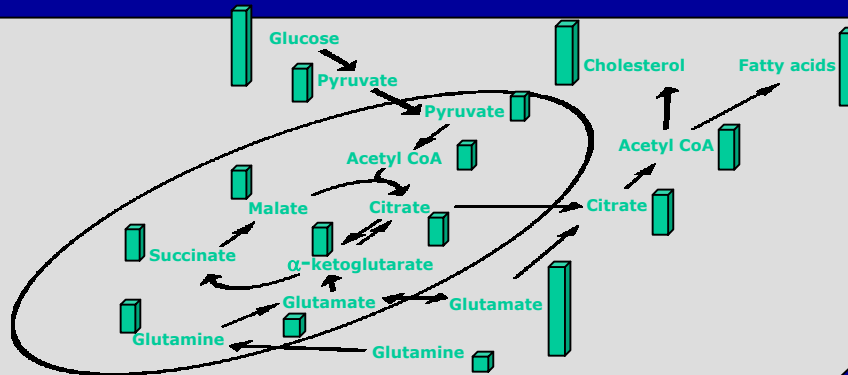 Glucose
Cholesterol
Fatty acids
Pyruvate
Pyruvate
Acetyl CoA
Acetyl CoA
Malate
Citrate
Citrate
Succinate
α-ketoglutarate
Glutamate
Glutamate
Glutamine
Glutamine